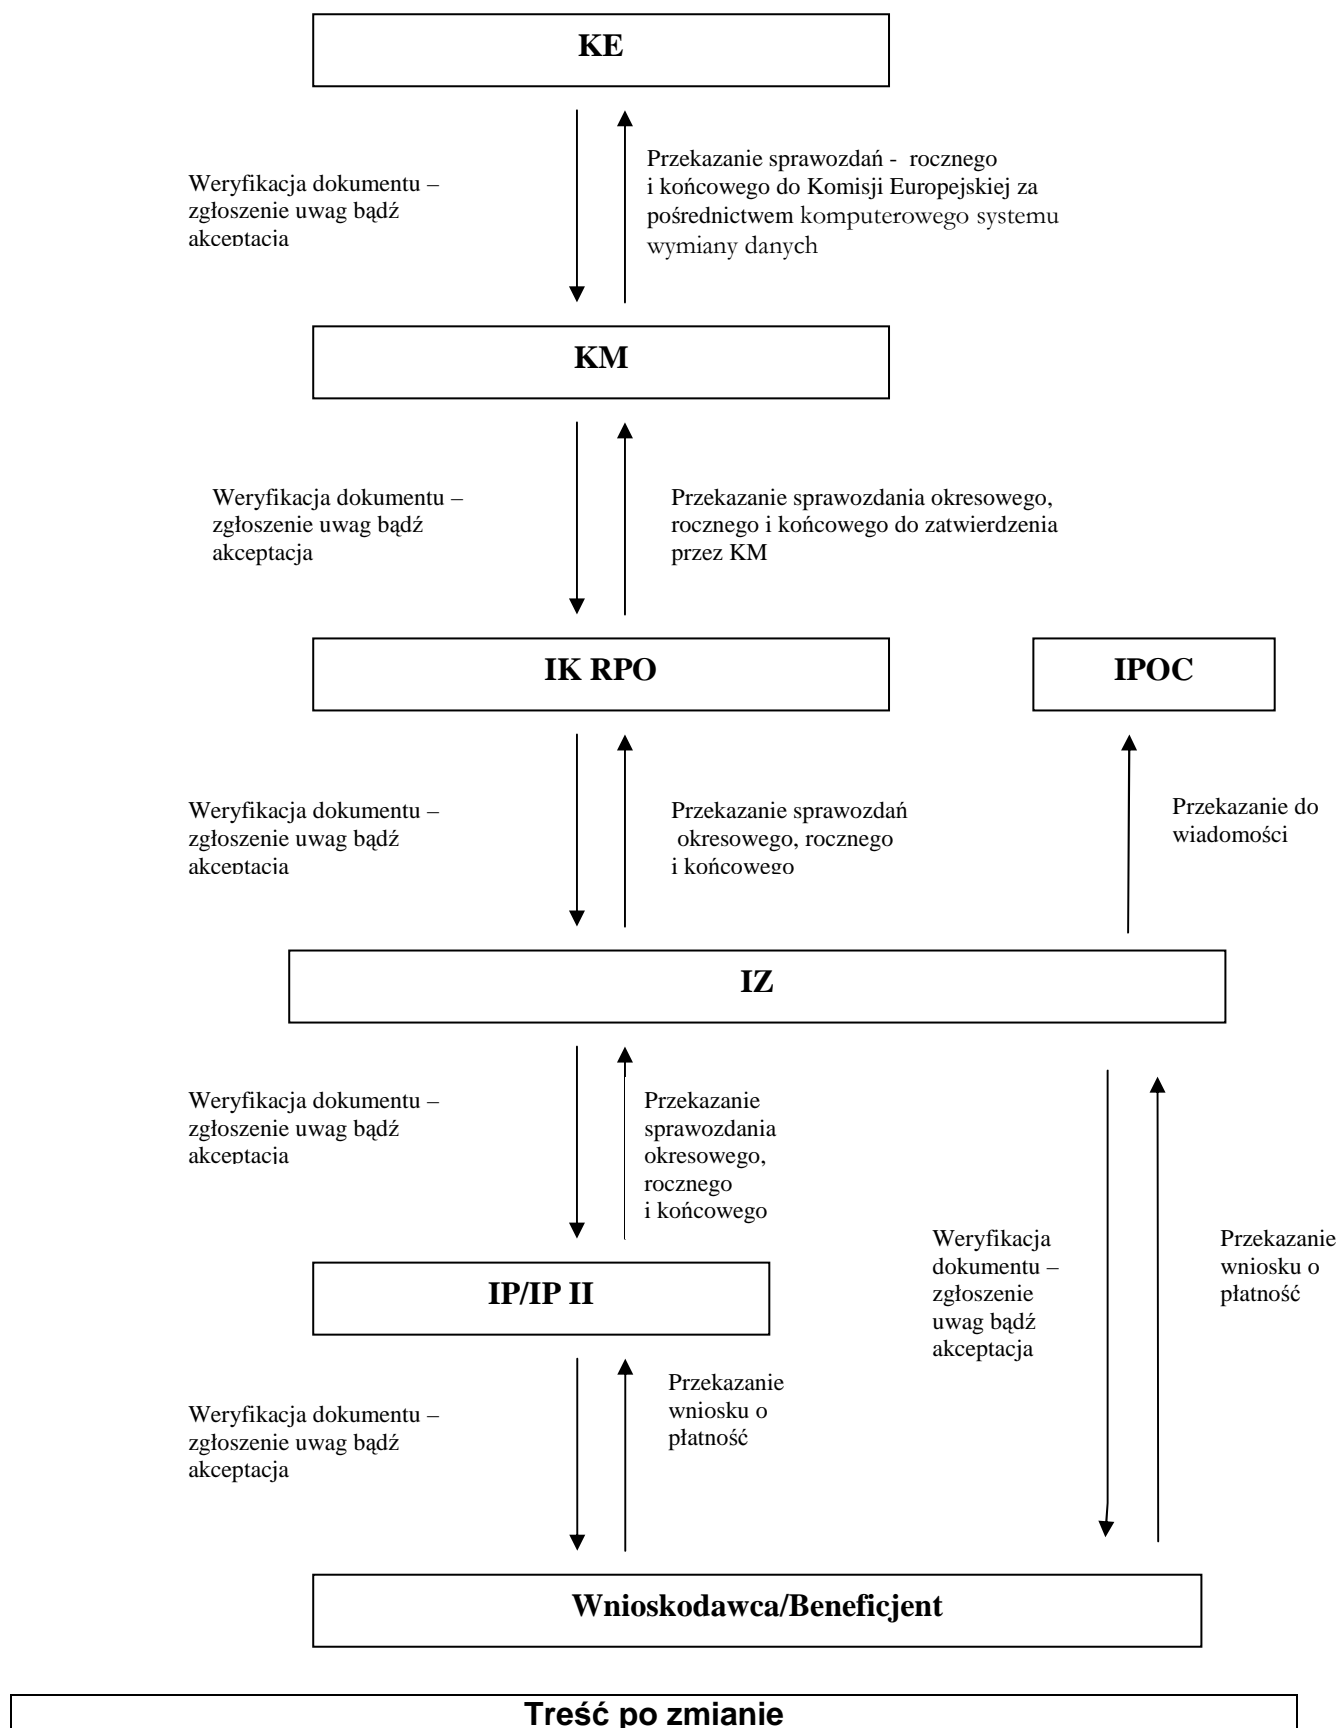 KE
Weryfikacja dokumentu –
zgłoszenie uwag bądź
akceptacja
Przekazanie sprawozdań - rocznego
i końcowego do Komisji Europejskiej za
pośrednictwem komputerowego systemu
wymiany danych
KM
Weryfikacja dokumentu –
zgłoszenie uwag bądź
akceptacja
Przekazanie sprawozdania okresowego,
rocznego i końcowego do zatwierdzenia
przez KM
IK RPO
IPOC
Weryfikacja dokumentu –
zgłoszenie uwag bądź
akceptacja
Przekazanie sprawozdań
okresowego, rocznego
i końcowego
Przekazanie do
wiadomości
IZ
Weryfikacja dokumentu –
zgłoszenie uwag bądź
akceptacja
Przekazanie
sprawozdania
okresowego,
rocznego
i końcowego
Weryfikacja
dokumentu –
zgłoszenie
uwag bądź
akceptacja
Przekazanie
wniosku o
płatność
IP/IP II
Weryfikacja dokumentu –
zgłoszenie uwag bądź
akceptacja
Przekazanie
wniosku o
płatność
Wnioskodawca/Beneficjent
Treść po zmianie